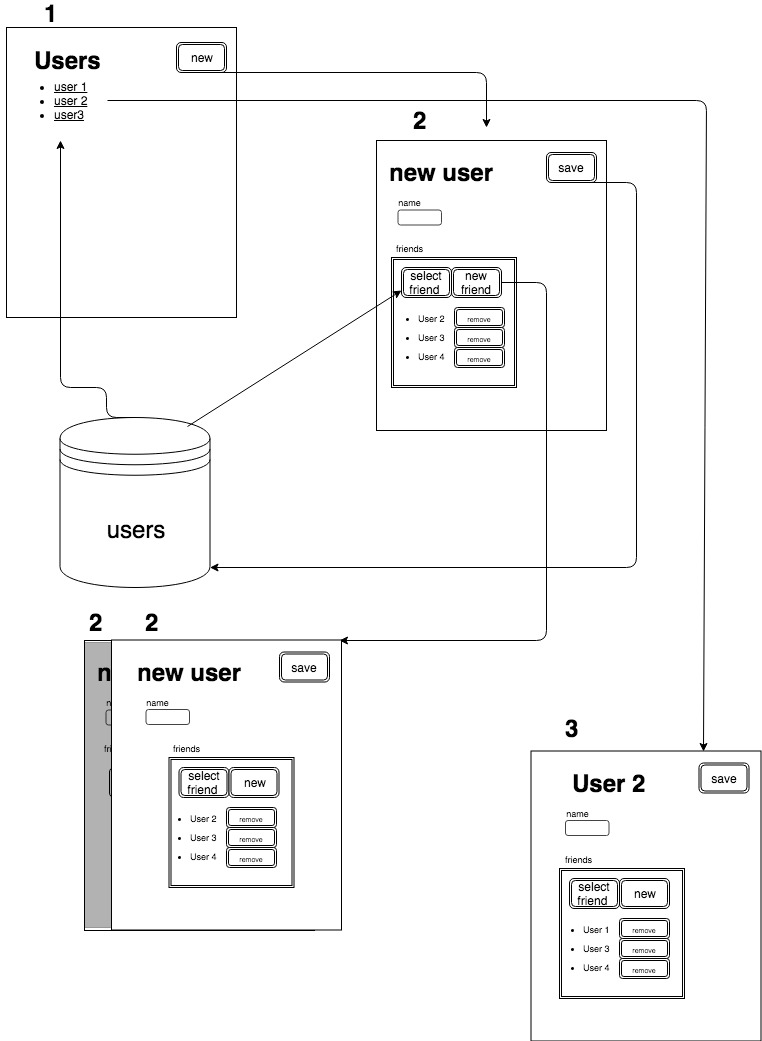 1
Users
new
user 1
user 2
user3
2
new user
save
name
friends
select
friend
new
friend
User 2 remove
User 3 remove
User 4 remove
users
2
n
n
fri
2
new user
save
name
friends
select
friend
new
User 2 remove
User 3 remove
User 4 remove
3
User 2
save
name
friends
select
friend
new
User 1 remove
User 3 remove
User 4 remove